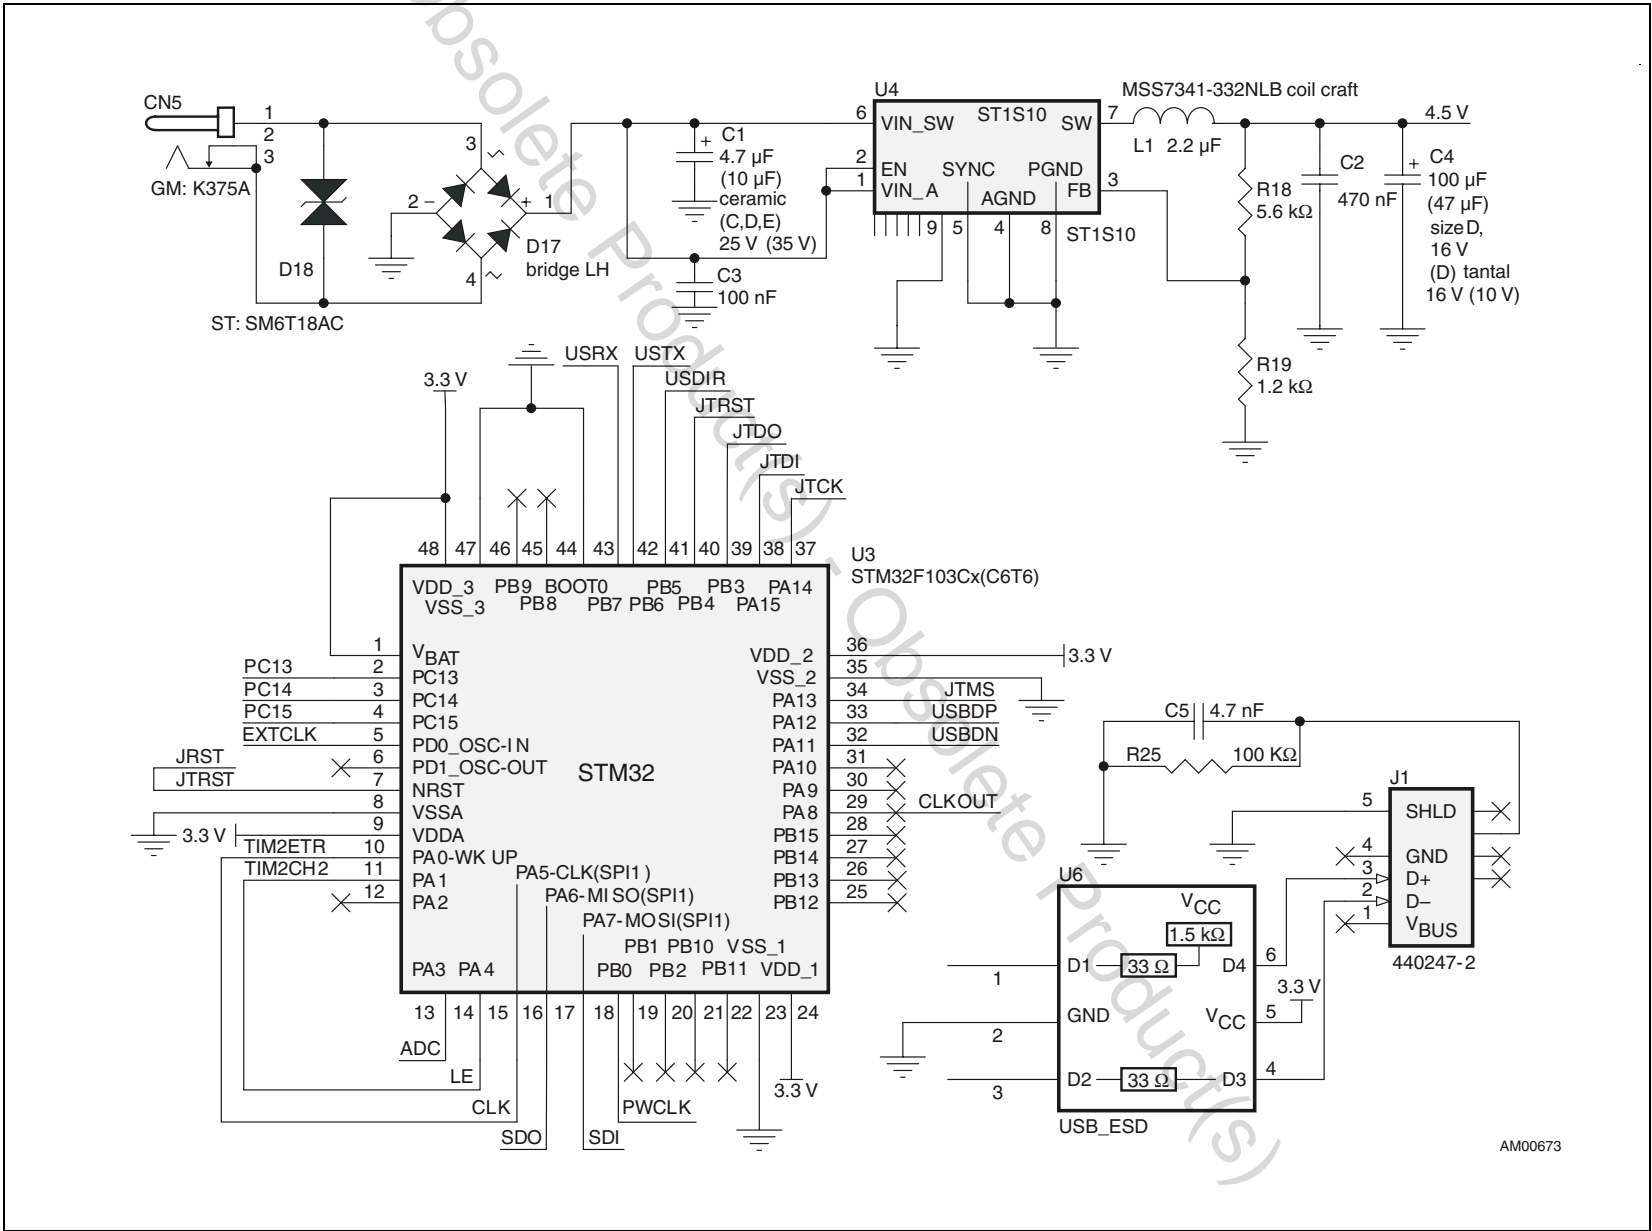 Obsolete Product(s) - Obsolete Product(s)
CN5
1
2
3
GM: K375A
D18
ST: SM6T18AC
3
2
–
+
1
4
D17
bridge LH
C1
+
4.7 µF
(10 µF)
ceramic
(C,D,E)
25 V (35 V)
C3
100 nF
U4
ST1S10
6 VIN_SW
SW 7
2 EN
1 VIN_A
SYNC
PGND
AGND
FB 3
9 5 4 8
ST1S10
MSS7341-332NLB coil craft
L1 2.2 µF
4.5 V
R18
5.6 kΩ
C2
470 nF
+
C4
100 µF
(47 µF)
size D,
16 V
(D) tantal
16 V (10 V)
R19
1.2 kΩ
3.3 V
USRX
USTX
USDIR
JTRST
JTDO
JTDI
JTCK
48 47 46 45 44 43 42 41 40 39 38 37
U3
STM32F103Cx(C6T6)
VDD_3 PB9 BOOT0 PB5 PB3 PA14
VSS_3 PB8 PB7 PB6 PB4 PA15
1 VBAT
PC13 2 PC13
PC14 3 PC14
PC15 4 PC15
EXTCLK 5 PD0_OSC-IN
JRST 6 PD1_OSC-OUT
JTRST 7 NRST
8 VSSA
3.3 V 9 VDDA
TIM2ETR 10 PA0-WK UP
TIM2CH2 11 PA1
12 PA2
STM32
VDD_2 36 3.3 V
VSS_2 35
PA13 34 JTMS
PA12 33 USBDP
PA11 32 USBDN
PA10 31
PA9 30
PA8 29 CLKOUT
PB15 28
PB14 27
PB13 26
PB12 25
PA5-CLK(SPI1)
PA6-MISO(SPI1)
PA7-MOSI(SPI1)
PB1 PB10 VSS_1
PA3 PA4 PB0 PB2 PB11 VDD_1
13 14 15 16 17 18 19 20 21 22 23 24
ADC
LE
CLK
SDO
SDI
PWCLK
3.3 V
C5 4.7 nF
R25 100 KΩ
J1
5 SHLD
4 GND
3 D+
2 D–
1 VBUS
440247-2
U6
VCC
1.5 kΩ
1 D1 33 Ω D4 6
2 GND VCC 5
3.3 V
3 D2 33 Ω D3 4
USB_ESD
AM00673